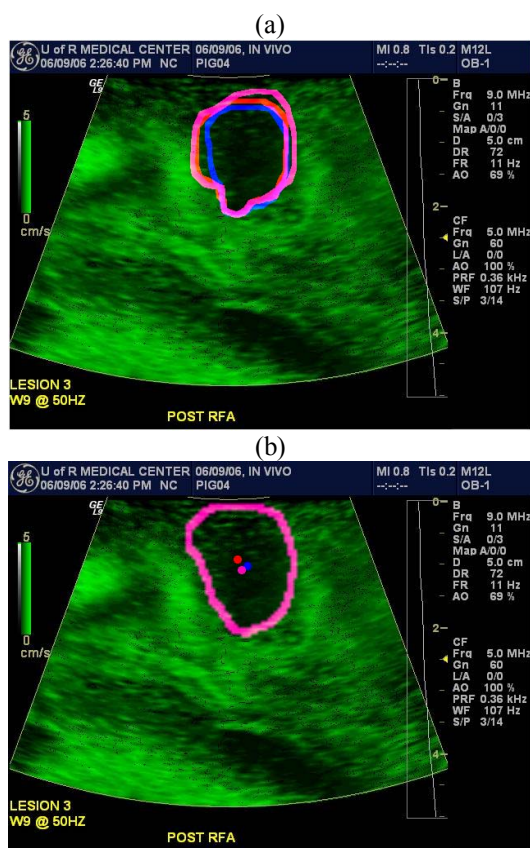 (a)
U of R MEDICAL CENTER 06/09/06, IN VIVO MI 0.8 TIs 0.2 M12L
06/09/06 2:26:40 PM NC PIG04 --:--:-- OB-1
GE
L9
5
0
cm/s
0
2
4
B
Frq 9.0 MHz
Gn 11
S/A 0/3
Map A/0/0
D 5.0 cm
DR 72
FR 11 Hz
AO 69 %
CF
Frq 5.0 MHz
Gn 60
L/A 0/0
AO 100 %
PRF 0.36 kHz
WF 107 Hz
S/P 3/14
LESION 3
W9 @ 50HZ
POST RFA
(b)
U of R MEDICAL CENTER 06/09/06, IN VIVO MI 0.8 TIs 0.2 M12L
06/09/06 2:26:40 PM NC PIG04 --:--:-- OB-1
GE
L9
5
0
cm/s
0
2
4
B
Frq 9.0 MHz
Gn 11
S/A 0/3
Map A/0/0
D 5.0 cm
DR 72
FR 11 Hz
AO 69 %
CF
Frq 5.0 MHz
Gn 60
L/A 0/0
AO 100 %
PRF 0.36 kHz
WF 107 Hz
S/P 3/14
LESION 3
W9 @ 50HZ
POST RFA